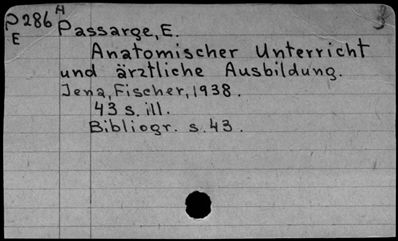 P286 A
E
Passarge, E.
Anatomischer Unterricht
und ärztliche Ausbildung.
Jena, Fischer, 1938.
43 s. ill.
Bibliogr. s. 43.